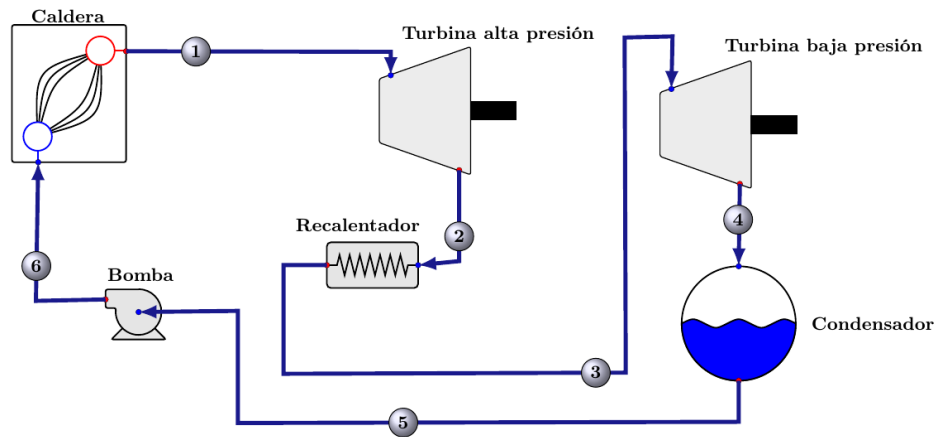 Caldera
Turbina alta presión
Turbina baja presión
1
2
Recalentador
4
6
Bomba
Condensador
3
5